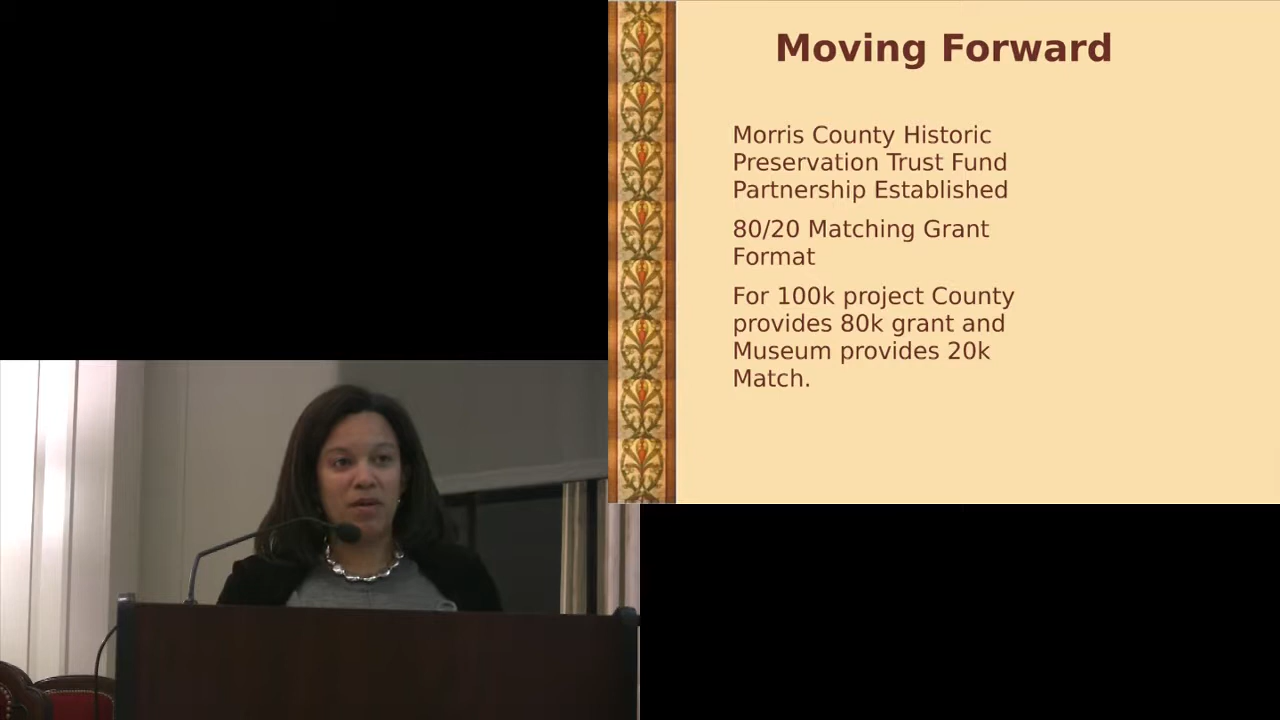 Moving Forward
Morris County Historic
Preservation Trust Fund
Partnership Established
80/20 Matching Grant
Format
For 100k project County
provides 80k grant and
Museum provides 20k
Match.